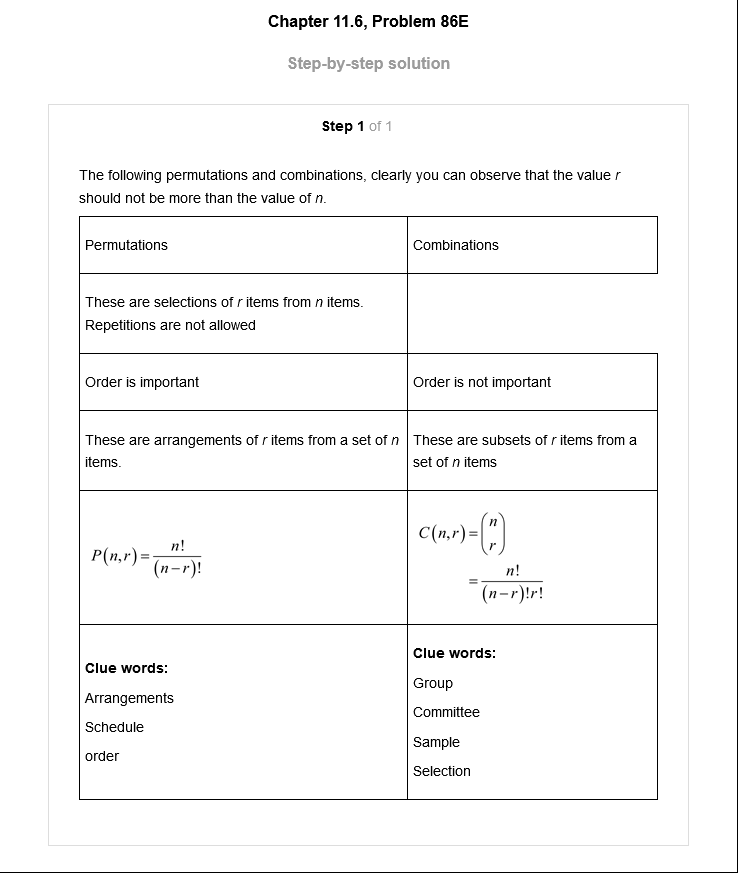 Chapter 11.6, Problem 86E
Step-by-step solution
Step 1 of 1
The following permutations and combinations, clearly you can observe that the value r
should not be more than the value of n.
Permutations
Combinations
These are selections of r items from n items.
Repetitions are not allowed
Order is important
Order is not important
These are arrangements of r items from a set of n
items.
These are subsets of r items from a
set of n items
P(n,r)=n!/(n−r)!
C(n,r)=(n r)
=n!/(n−r)!r!
Clue words:
Arrangements
Schedule
order
Clue words:
Group
Committee
Sample
Selection